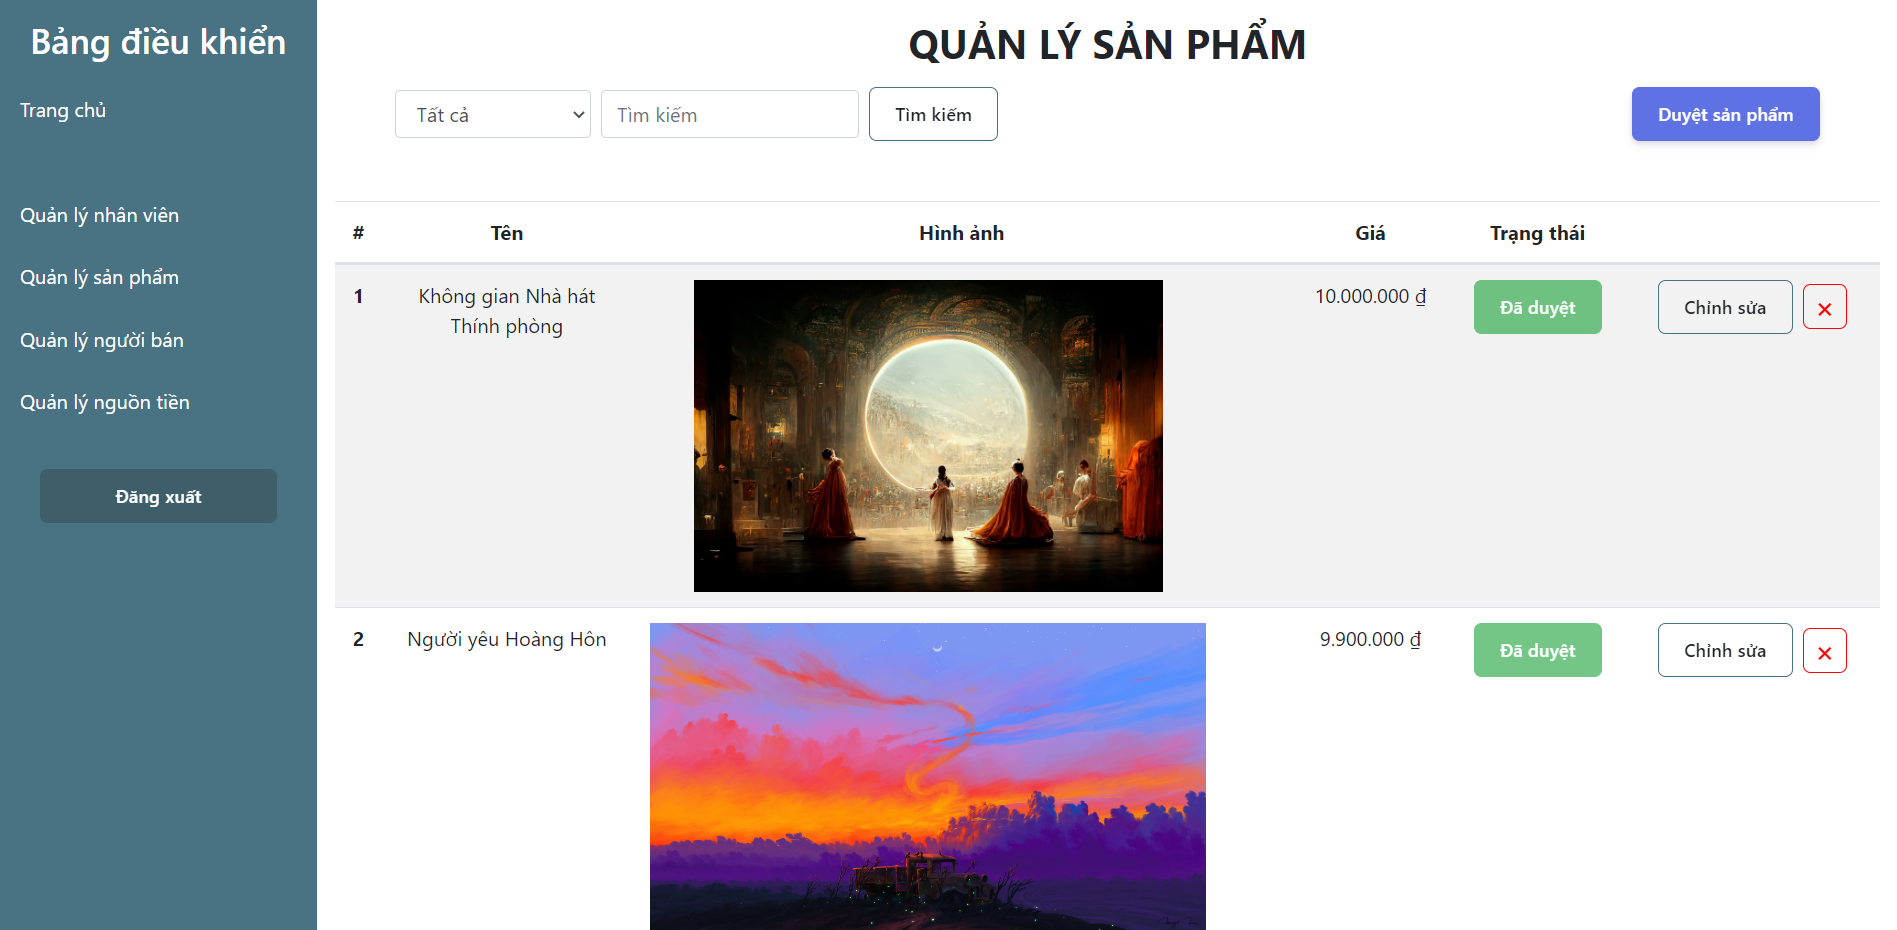 Bảng điều khiển
Trang chủ
Quản lý nhân viên
Quản lý sản phẩm
Quản lý người bán
Quản lý nguồn tiền
Đăng xuất
QUẢN LÝ SẢN PHẨM
Tất cả
Tìm kiếm
Tìm kiếm
Duyệt sản phẩm
# Tên Hình ảnh Giá Trạng thái
1 Không gian Nhà hát 10.000.000 ₫ Đã duyệt Chỉnh sửa ×
Thính phòng
2 Người yêu Hoàng Hôn 9.900.000 ₫ Đã duyệt Chỉnh sửa ×